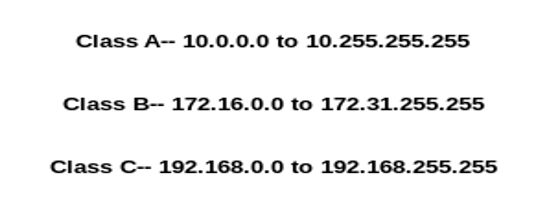 Class A-- 10.0.0.0 to 10.255.255.255
Class B-- 172.16.0.0 to 172.31.255.255
Class C-- 192.168.0.0 to 192.168.255.255